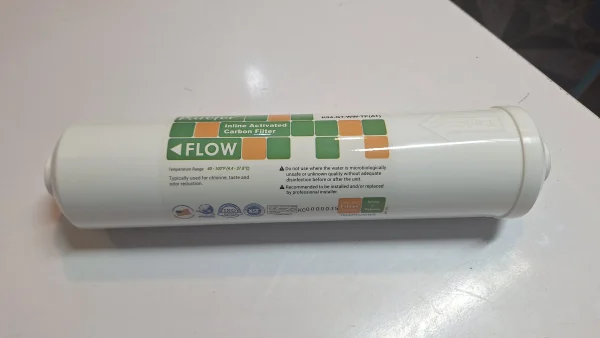 Inline Activated
Carbon Filter
FLOW
Temperature Range: 40 - 100°F (4.4 - 37.8°C)
Typically used for chlorine, taste and
odor reduction.
Do not use where the water is microbiologically
unsafe or unknown quality without adequate
disinfection before or after the unit.
Recommended to be installed and/or replaced
by professional installer.